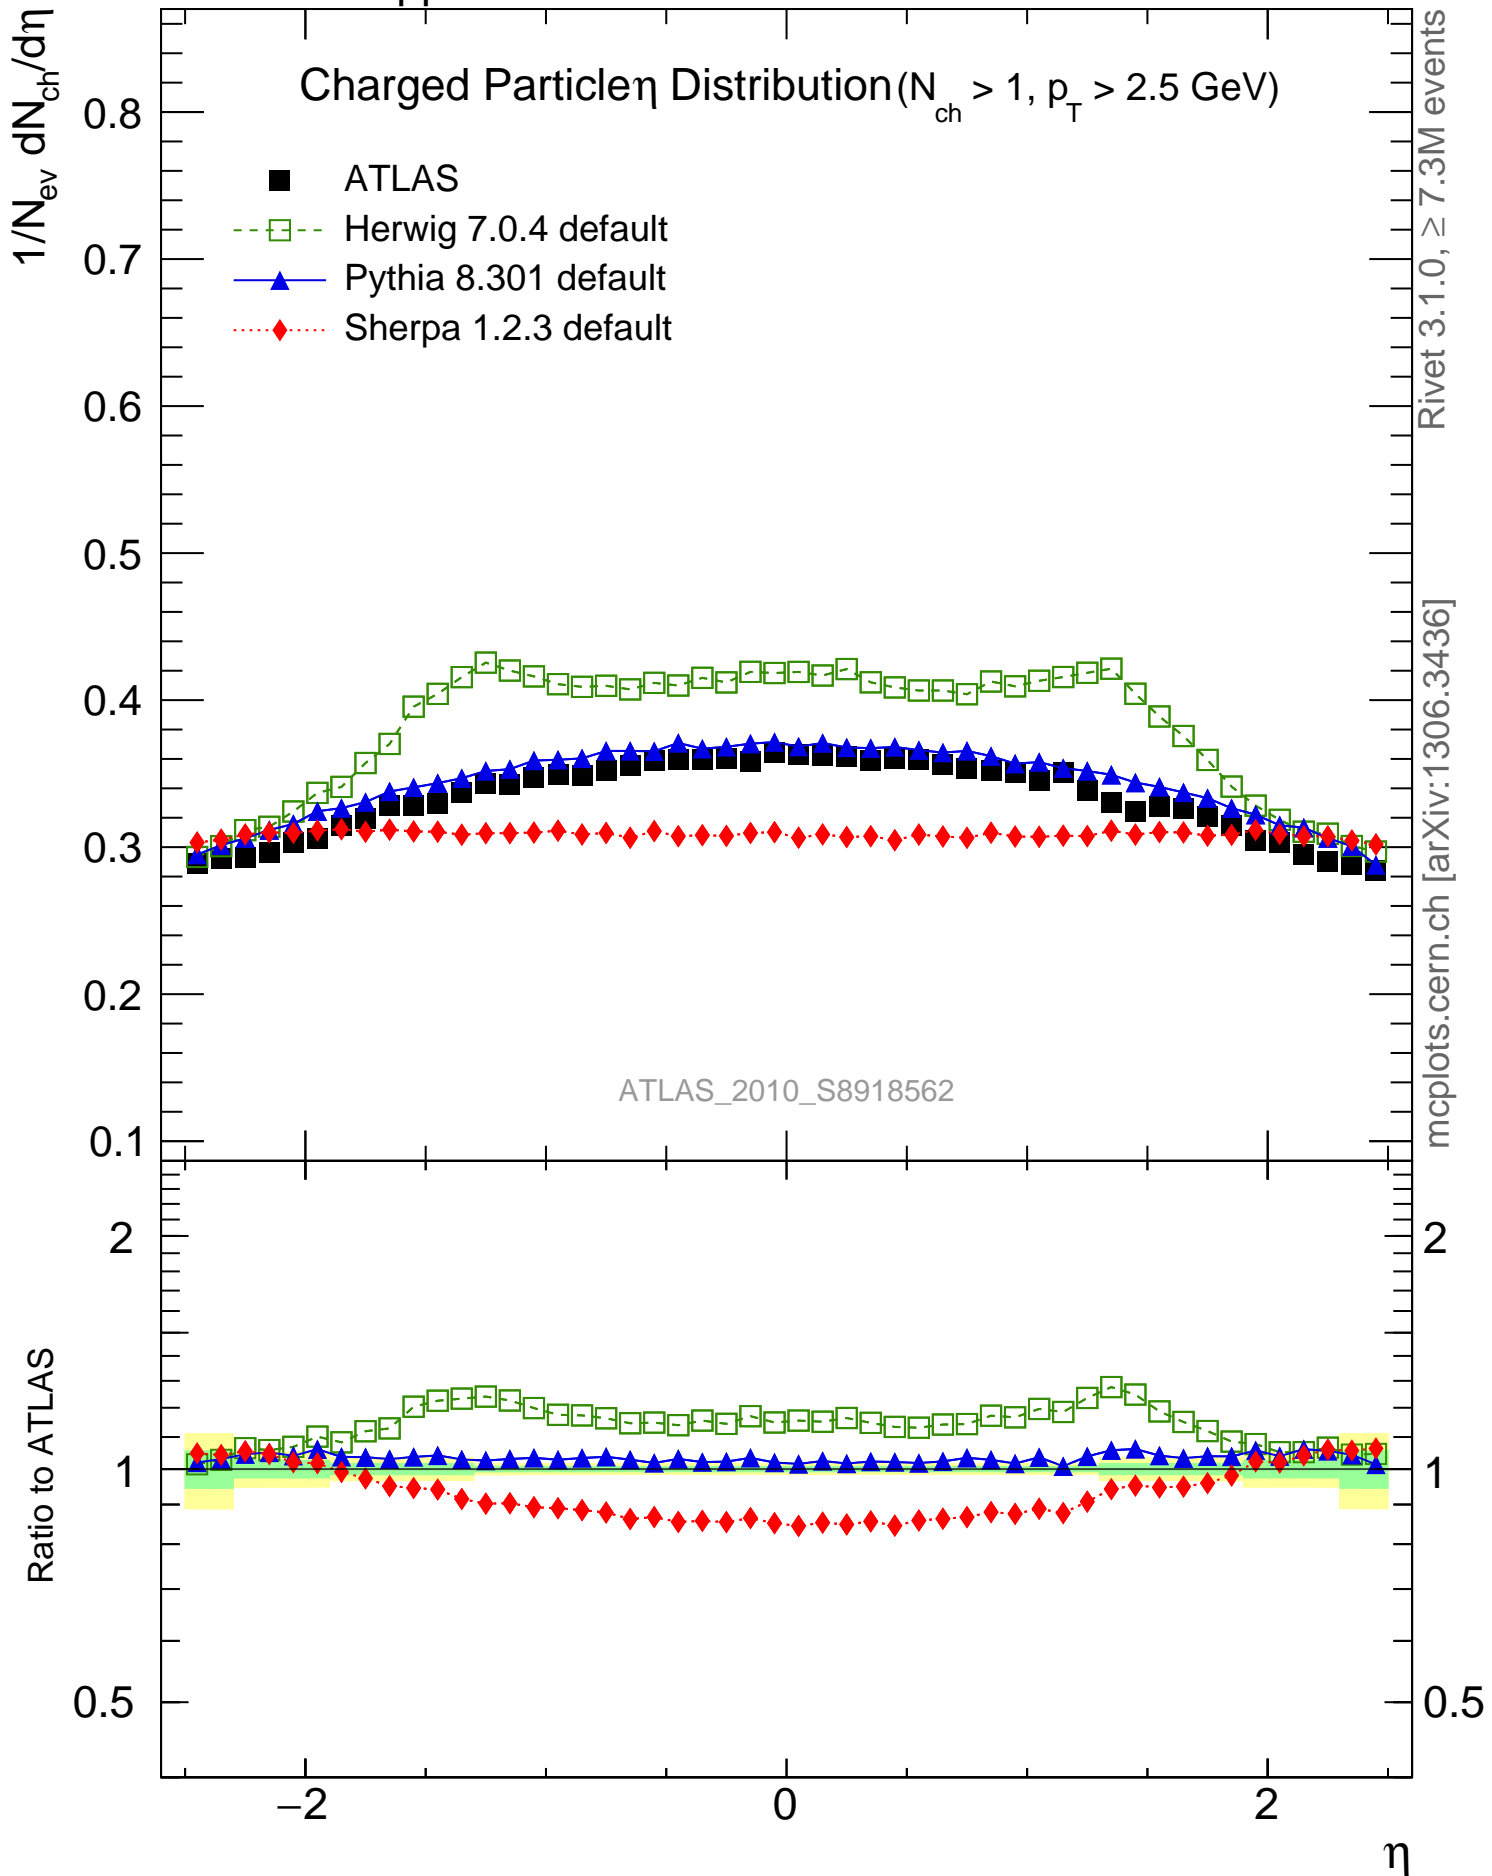 pp
1/N_ev dN_ch/dη
Charged Particleη Distribution (N_ch > 1, p_T > 2.5 GeV)
ATLAS
Herwig 7.0.4 default
Pythia 8.301 default
Sherpa 1.2.3 default
0.8
0.7
0.6
0.5
0.4
0.3
0.2
0.1
ATLAS_2010_S8918562
Rivet 3.1.0, ≥ 7.3M events
mcplots.cern.ch [arXiv:1306.3436]
Ratio to ATLAS
2
1
0.5
2
1
0.5
−2
0
2
η